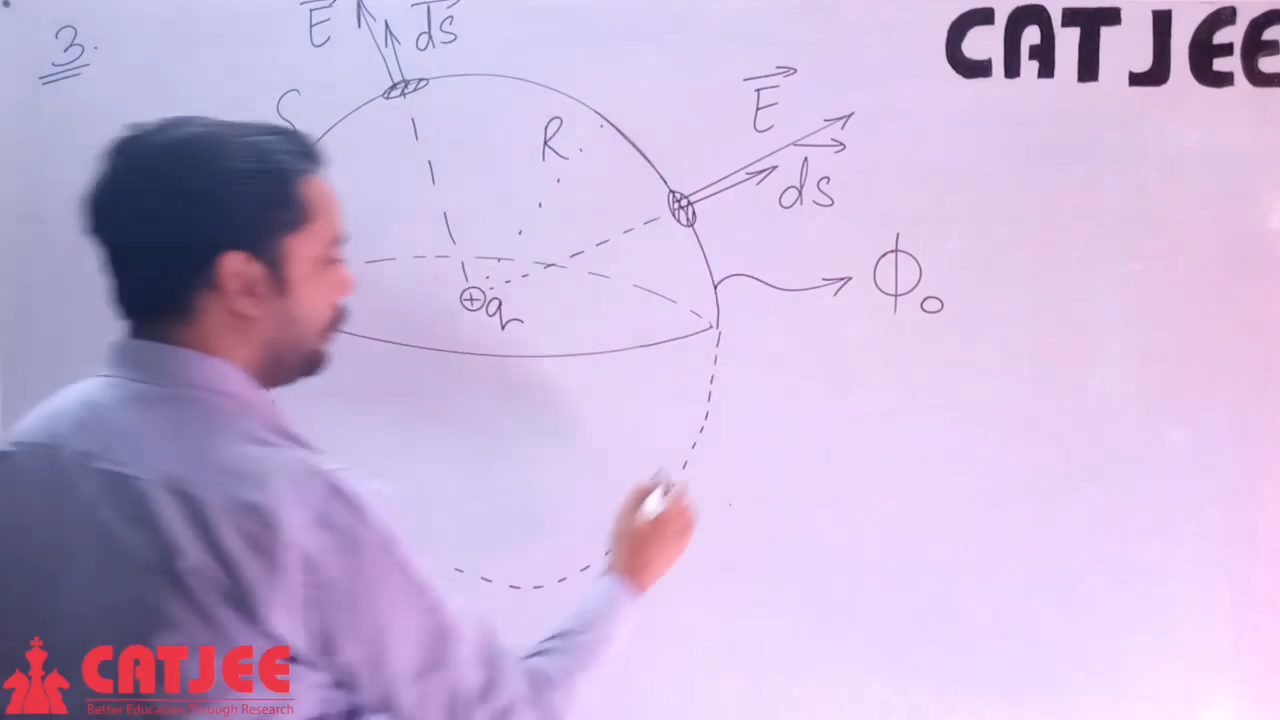 3.
E ds
CATJEE
S
R.
E
ds
⊕q
ϕ₀
CATJEE
Better Education Through Research